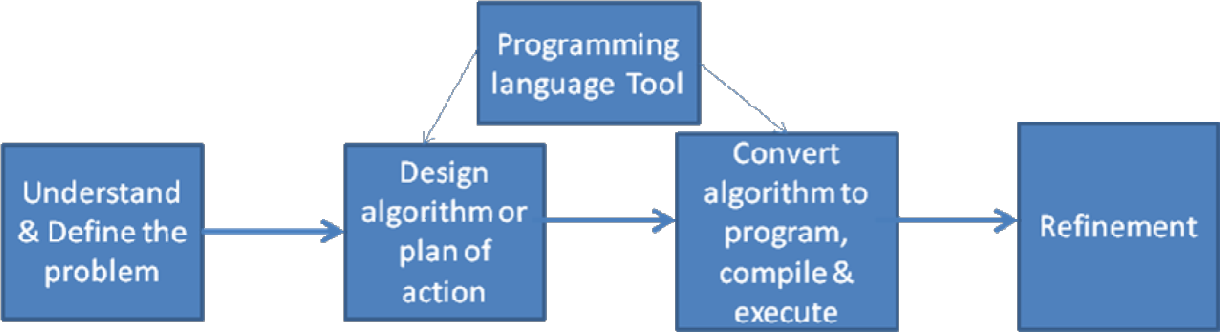 Programming
language Tool
Understand
& Define the
problem
Design
algorithm or
plan of
action
Convert
algorithm to
program,
compile &
execute
Refinement